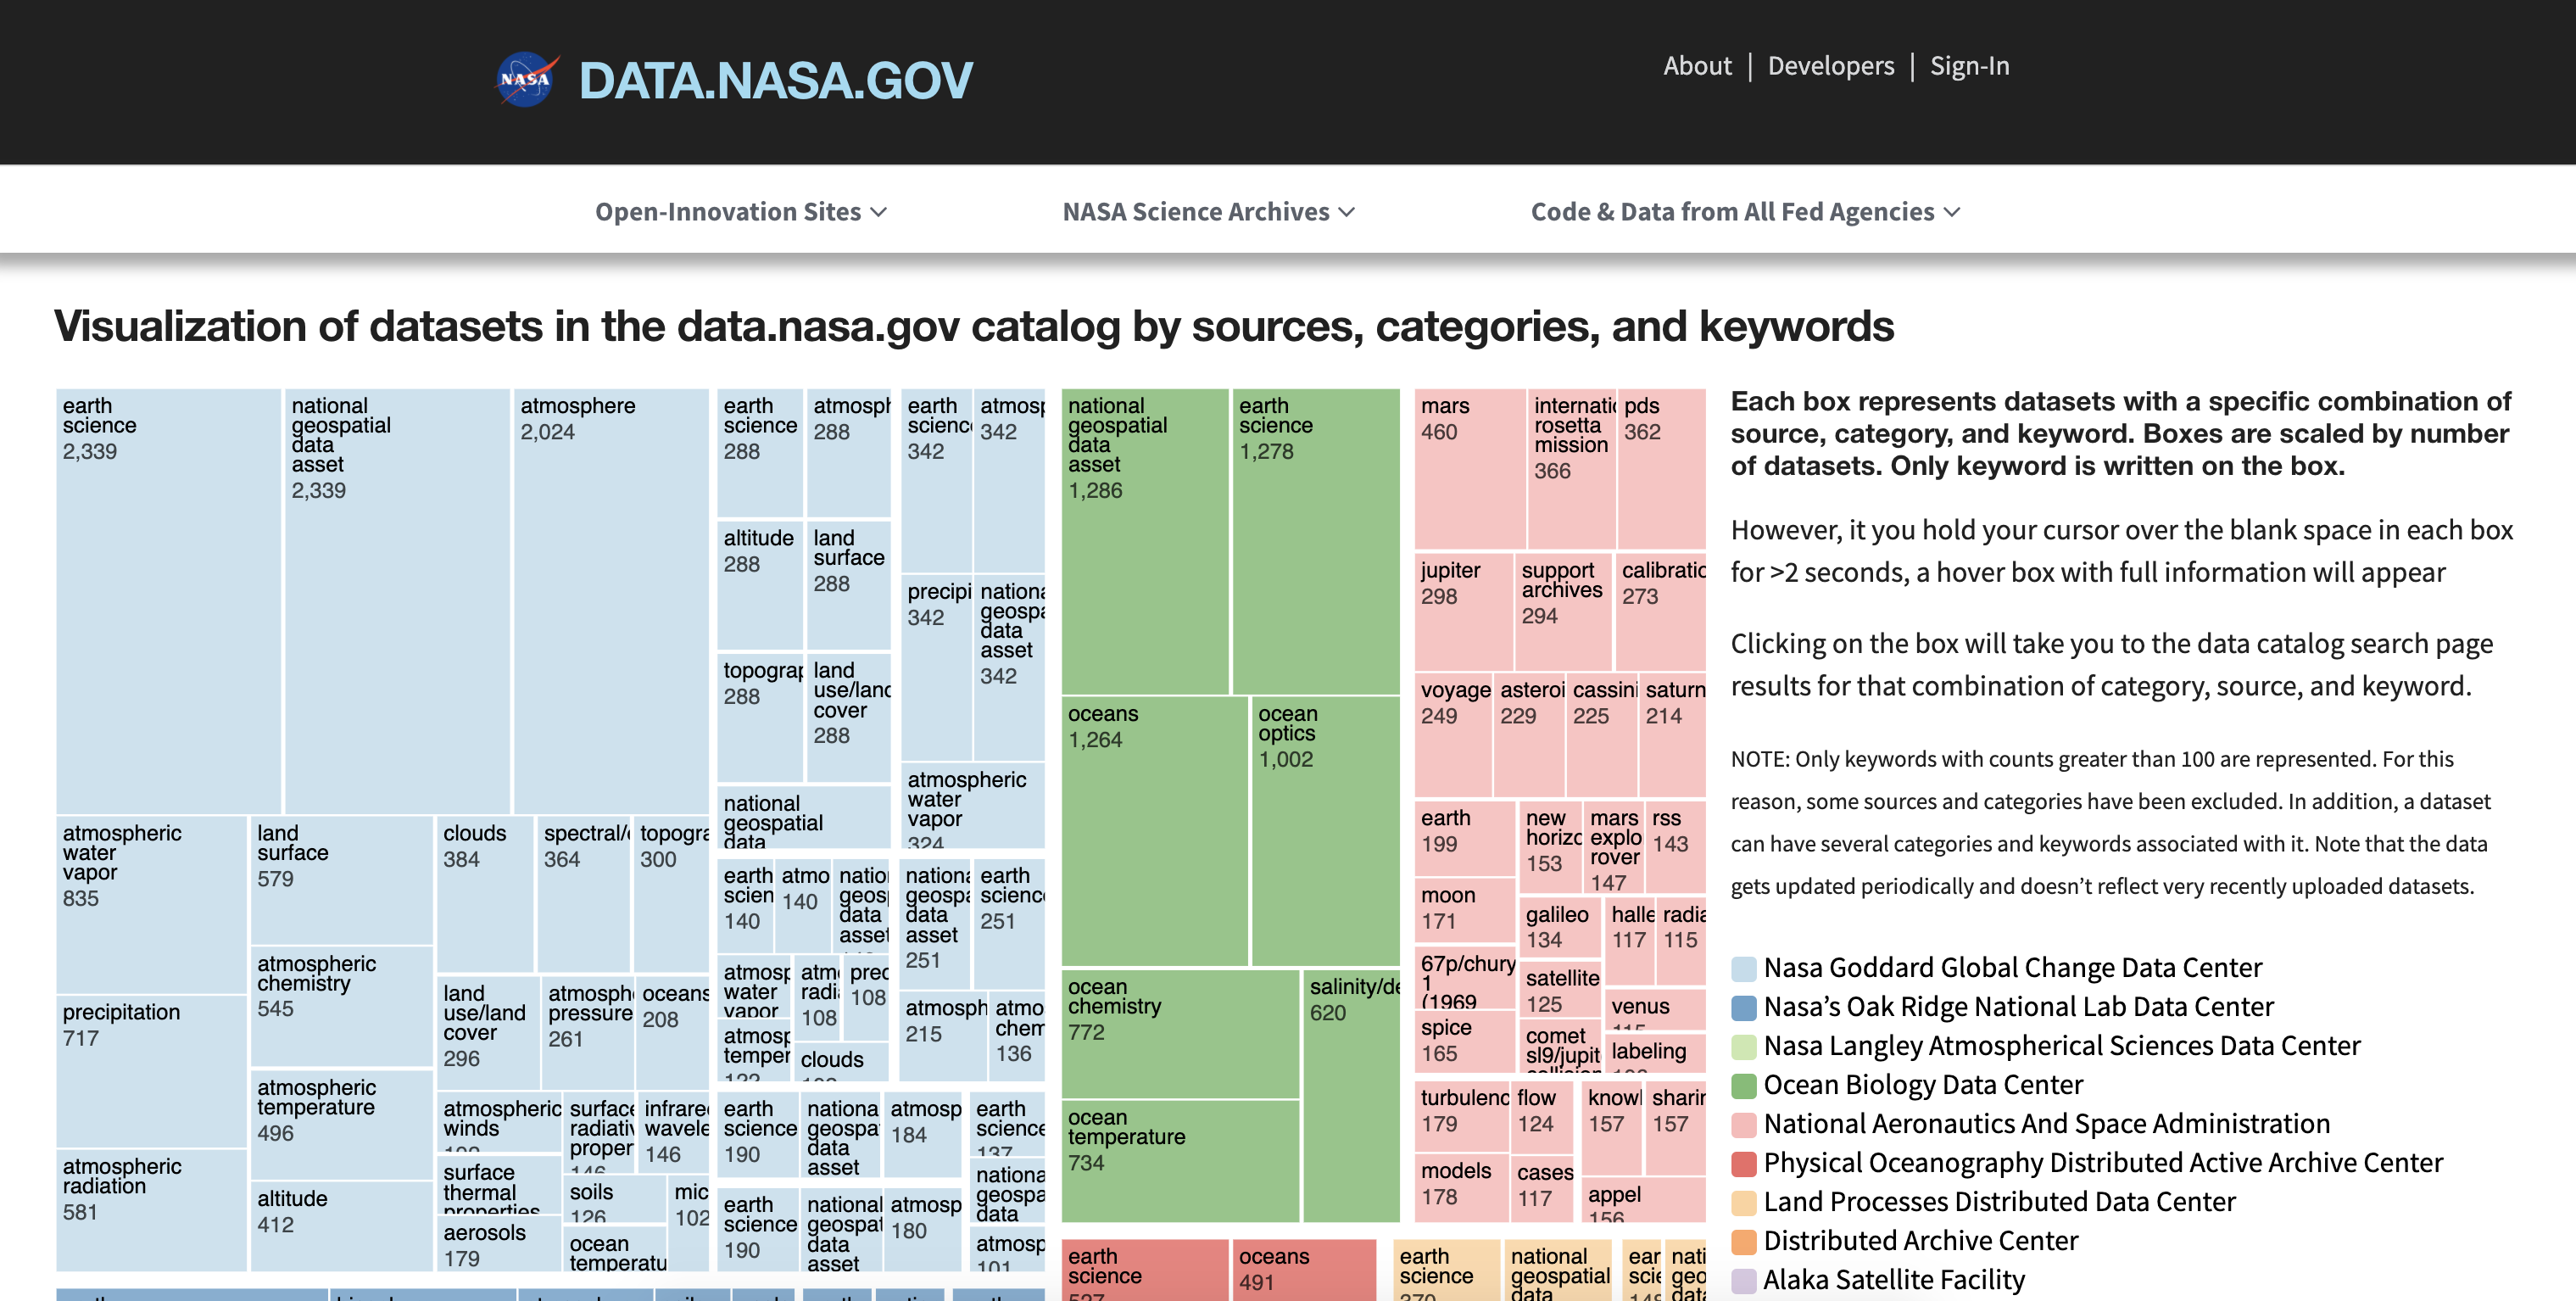 NASA
DATA.NASA.GOV
About | Developers | Sign-In
Open-Innovation Sites
NASA Science Archives
Code & Data from All Fed Agencies
Visualization of datasets in the data.nasa.gov catalog by sources, categories, and keywords
earth
science
2,339
national
geospatial
data
asset
2,339
atmosphere
2,024
atmospheric
water
vapor
835
precipitation
717
atmospheric
radiation
581
land
surface
579
atmospheric
chemistry
545
atmospheric
temperature
496
altitude
412
clouds
384
spectral/
364
topogra
300
land
use/land
cover
296
atmosph
pressure
261
oceans
208
atmospheric
winds
surface
radiativ
proper
146
infrare
wavele
146
surface
thermal
properties
aerosols
179
soils
126
mic
102
ocean
temperatu
earth
science
288
atmosph
288
altitude
288
land
surface
288
topograp
288
land
use/land
cover
288
national
geospatial
data
earth
science
342
atmosp
342
precipi
342
nationa
geospa
data
asset
342
atmospheric
water
vapor
324
earth
scien
140
atmo
140
natio
geosp
data
asset
atmosp
water
vapor
atmo
radia
108
prec
108
atmosp
temper
clouds
nationa
geospa
data
asset
251
earth
science
251
atmosph
215
atmo
chem
136
earth
science
190
nationa
geospa
data
asset
atmosp
184
earth
science
137
earth
science
190
national
geospat
data
asset
atmosp
180
nationa
geospa
data
atmosp
101
national
geospatial
data
asset
1,286
earth
science
1,278
oceans
1,264
ocean
optics
1,002
ocean
chemistry
772
salinity/de
620
ocean
temperature
734
mars
460
internatio
rosetta
mission
366
pds
362
jupiter
298
support
archives
294
calibratio
273
voyage
249
asteroi
229
cassini
225
saturn
214
earth
199
new
horizo
153
mars
explo
rover
147
rss
143
moon
171
galileo
134
halle
117
radia
115
67p/chury
1
(1969
satellite
125
venus
115
spice
165
comet
sl9/jupit
collision
labeling
turbulenc
179
flow
124
knowl
157
sharin
157
models
178
cases
117
appel
156
earth
science
527
oceans
491
earth
science
370
national
geospatial
data
ear
scie
148
nati
geo
data
Each box represents datasets with a specific combination of
source, category, and keyword. Boxes are scaled by number
of datasets. Only keyword is written on the box.
However, it you hold your cursor over the blank space in each box
for >2 seconds, a hover box with full information will appear
Clicking on the box will take you to the data catalog search page
results for that combination of category, source, and keyword.
NOTE: Only keywords with counts greater than 100 are represented. For this
reason, some sources and categories have been excluded. In addition, a dataset
can have several categories and keywords associated with it. Note that the data
gets updated periodically and doesn’t reflect very recently uploaded datasets.
Nasa Goddard Global Change Data Center
Nasa’s Oak Ridge National Lab Data Center
Nasa Langley Atmospherical Sciences Data Center
Ocean Biology Data Center
National Aeronautics And Space Administration
Physical Oceanography Distributed Active Archive Center
Land Processes Distributed Data Center
Distributed Archive Center
Alaka Satellite Facility